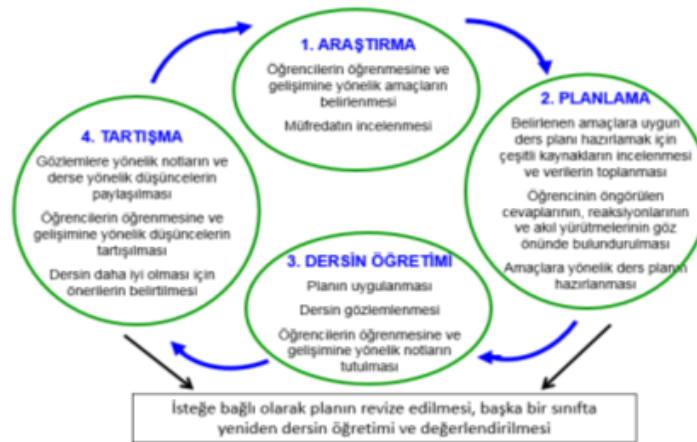 1. ARAŞTIRMA
Öğrencilerin öğrenmesine ve
gelişimine yönelik amaçların
belirlenmesi
Müfredatın incelenmesi
2. PLANLAMA
Belirlenen amaçlara uygun
ders planı hazırlamak için
çeşitli kaynakların incelenmesi
ve verilerin toplanması
Öğrencinin öngörülen
cevaplarının, reaksiyonlarının
ve akıl yürütmelerinin göz
önünde bulundurulması
Amaçlara yönelik ders planın
hazırlanması
3. DERSİN ÖĞRETİMİ
Planın uygulanması
Dersin gözlemlenmesi
Öğrencilerin öğrenmesine ve
gelişimine yönelik notların
tutulması
4. TARTIŞMA
Gözlemlere yönelik notların ve
derse yönelik düşüncelerin
paylaşılması
Öğrencilerin öğrenmesine ve
gelişimine yönelik düşüncelerin
tartışılması
Dersin daha iyi olması için
önerilerin belirtilmesi
İsteğe bağlı olarak planın revize edilmesi, başka bir sınıfta
yeniden dersin öğretimi ve değerlendirilmesi